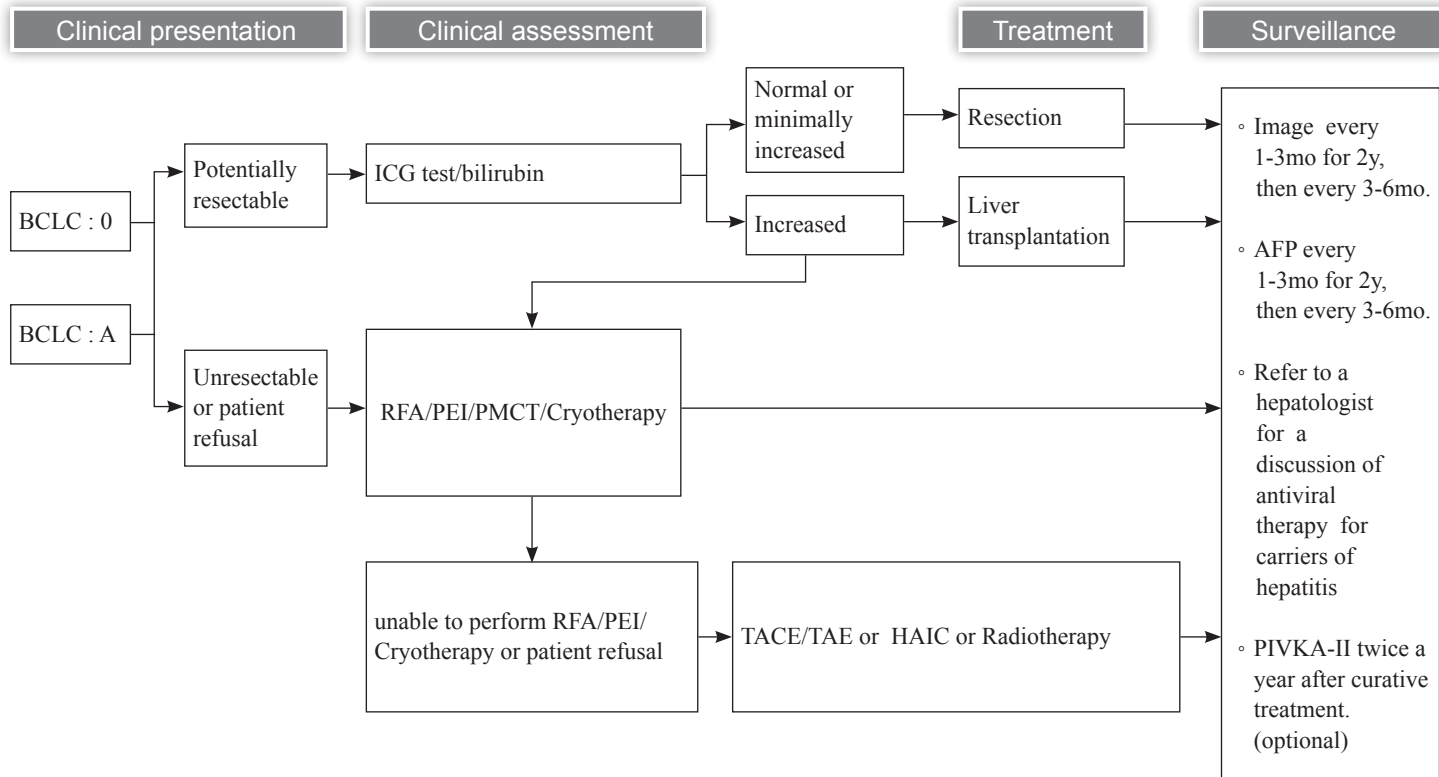 Clinical presentation
Clinical assessment
Treatment
Surveillance
BCLC : 0
BCLC : A
Potentially
resectable
Unresectable
or patient
refusal
ICG test/bilirubin
Normal or
minimally
increased
Increased
Resection
Liver
transplantation
RFA/PEI/PMCT/Cryotherapy
unable to perform RFA/PEI/
Cryotherapy or patient refusal
TACE/TAE or HAIC or Radiotherapy
◦ Image every
1-3mo for 2y,
then every 3-6mo.
◦ AFP every
1-3mo for 2y,
then every 3-6mo.
◦ Refer to a
hepatologist
for a
discussion of
antiviral
therapy for
carriers of
hepatitis
◦ PIVKA-II twice a
year after curative
treatment.
(optional)